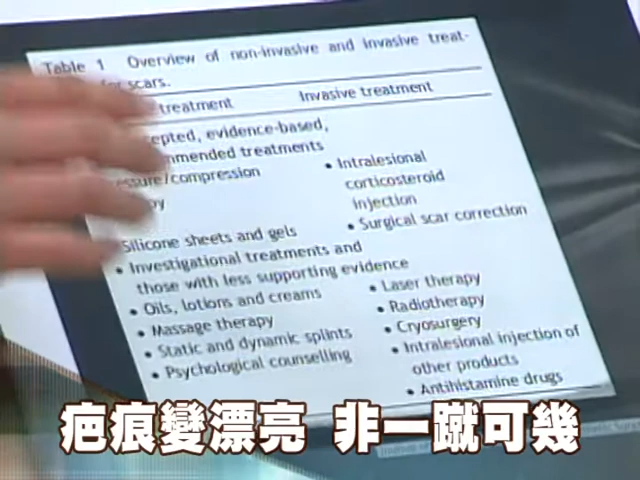 Table 1 Overview of non-invasive and invasive treat-
for scars.
treatment Invasive treatment
evidence-based,
treatments
/compression
• Intralesional
corticosteroid
injection
• Surgical scar correction
Silicone sheets and gels
• Investigational treatments and
those with less supporting evidence
• Oils, lotions and creams
• Massage therapy
• Static and dynamic splints
• Psychological counselling
• Laser therapy
• Radiotherapy
• Cryosurgery
• Intralesional injection of
other products
• Antihistamine drugs
疤痕變漂亮 非一蹴可幾